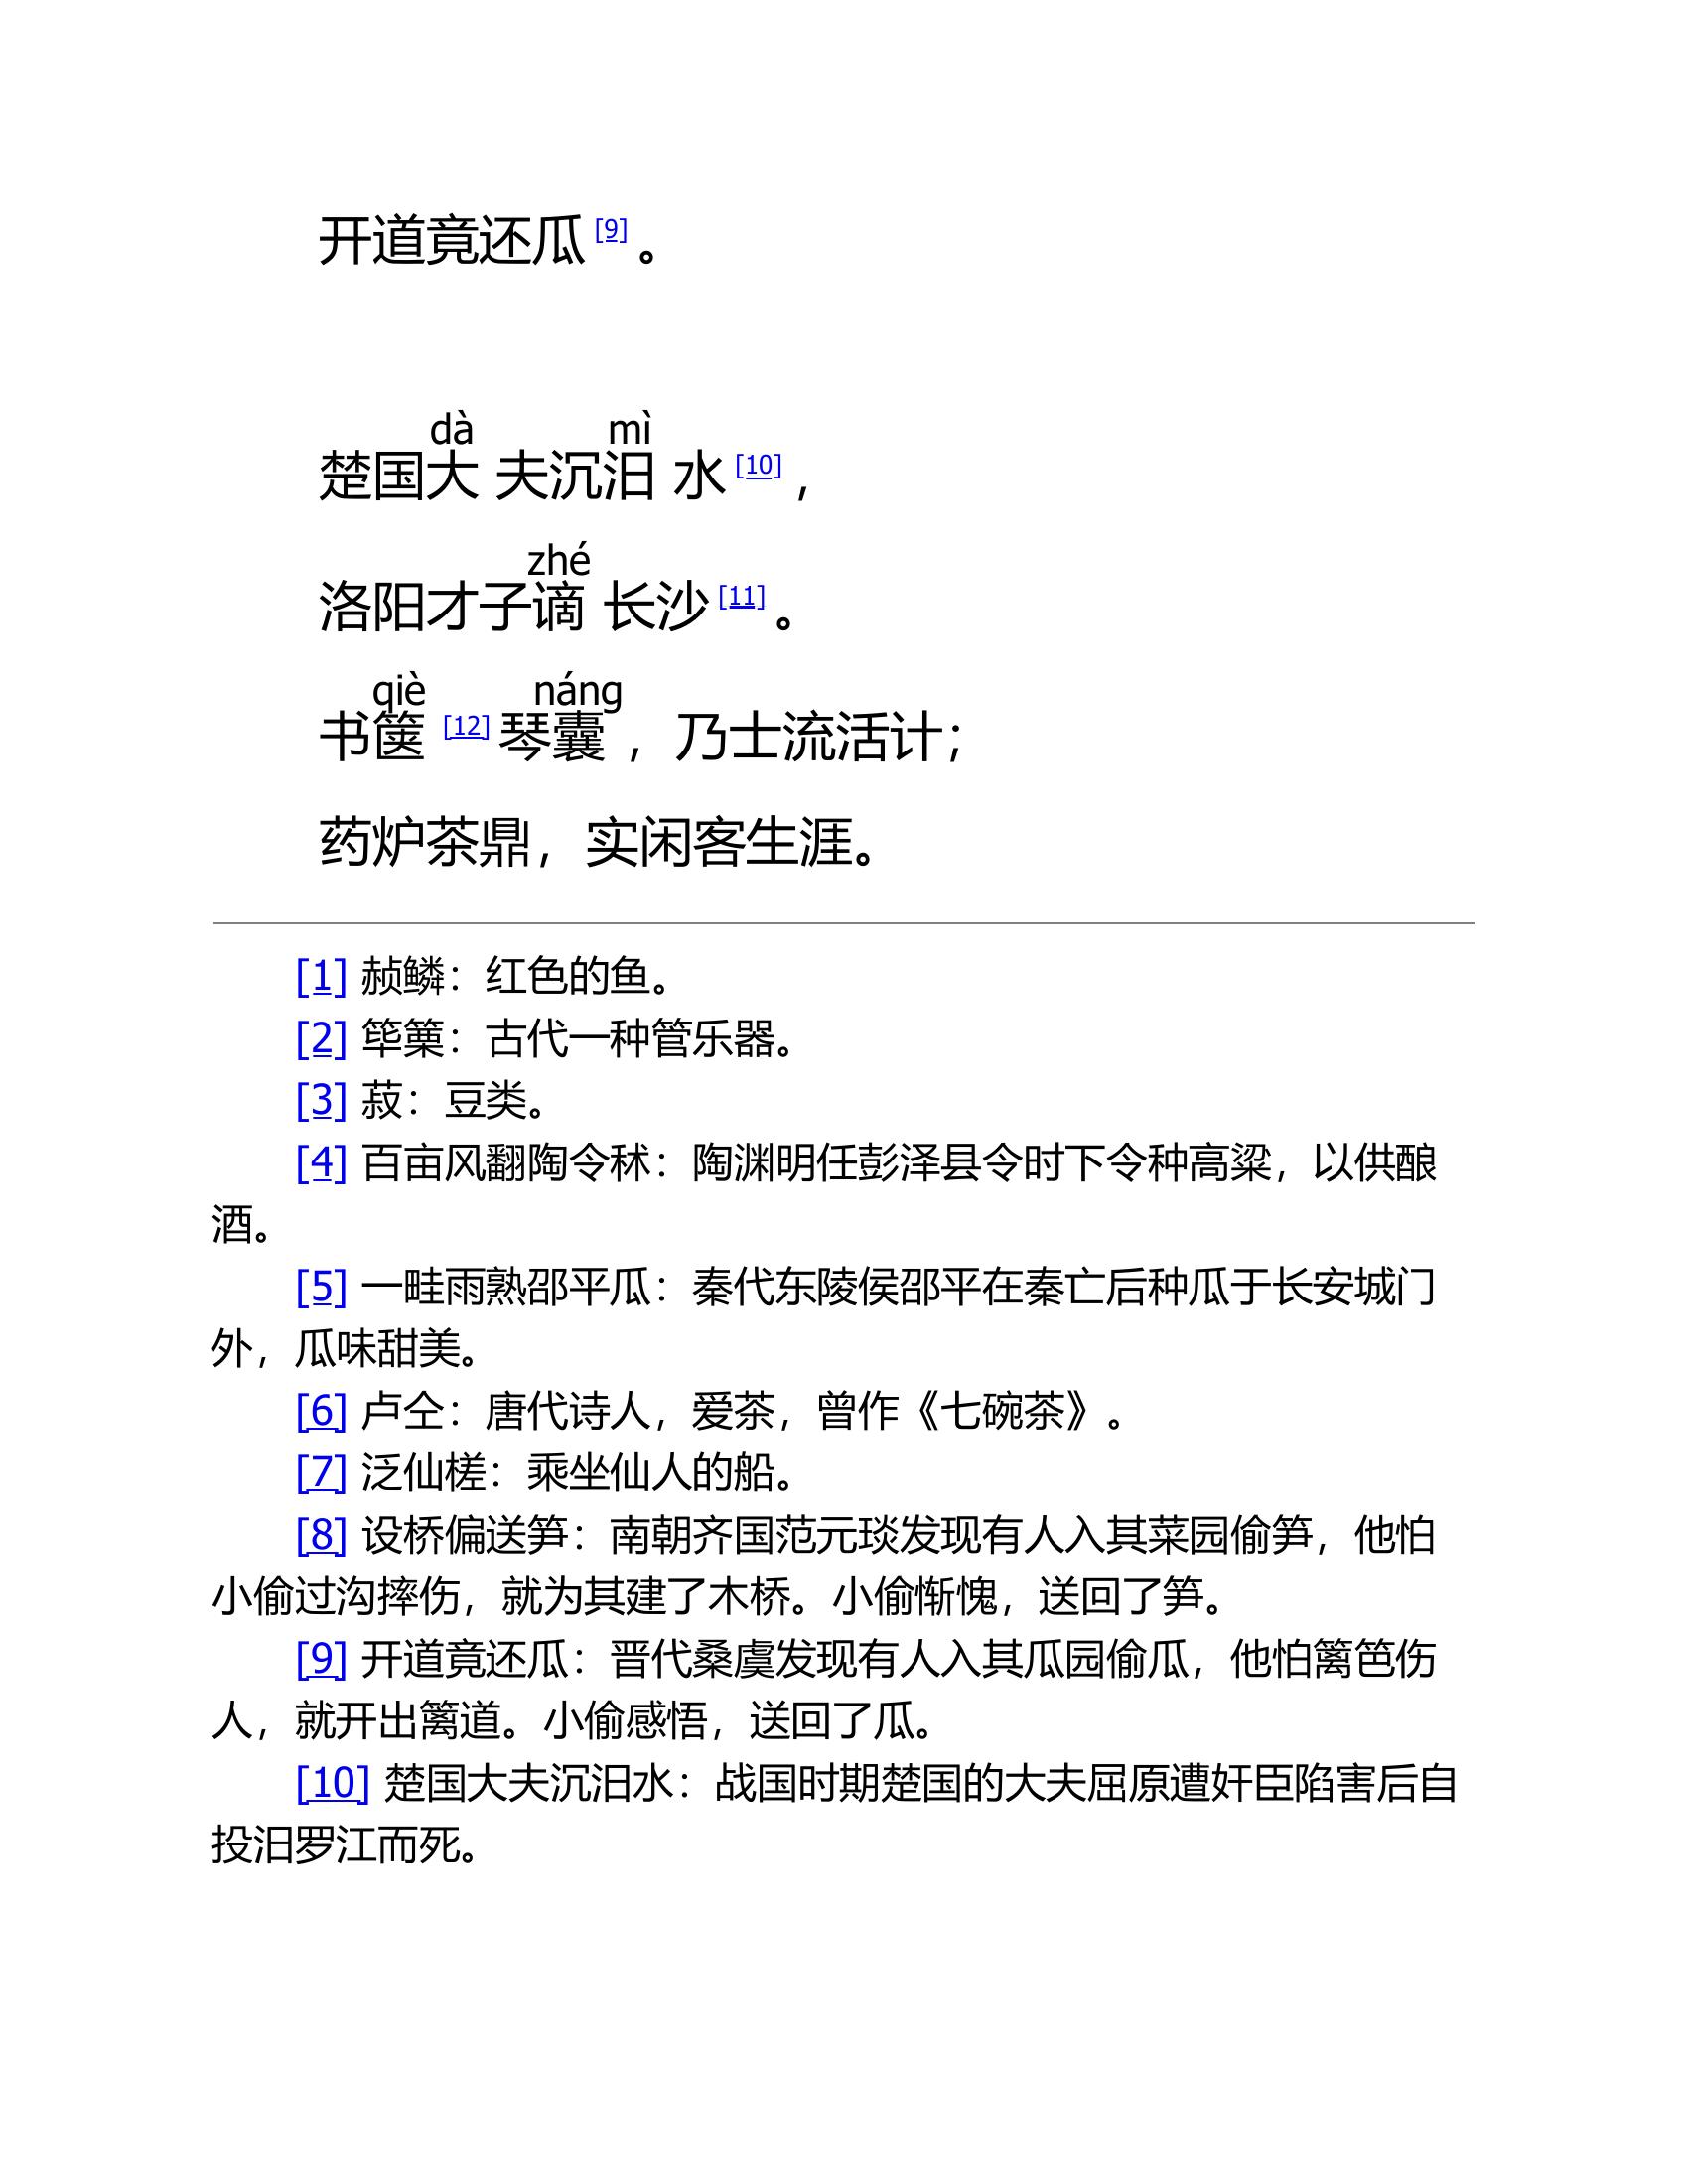 开道竟还瓜[9]。
dà mì
楚国大 夫沉汨 水[10]，
zhé
洛阳才子谪 长沙[11]。
qiè náng
书箧 [12]琴囊 ，乃士流活计；
药炉茶鼎，实闲客生涯。
[1] 赪鳞：红色的鱼。
[2] 筚篥：古代一种管乐器。
[3] 菽：豆类。
[4] 百亩风翻陶令秫：陶渊明任彭泽县令时下令种高粱，以供酿
酒。
[5] 一畦雨熟邵平瓜：秦代东陵侯邵平在秦亡后种瓜于长安城门
外，瓜味甜美。
[6] 卢仝：唐代诗人，爱茶，曾作《七碗茶》。
[7] 泛仙槎：乘坐仙人的船。
[8] 设桥偏送笋：南朝齐国范元琰发现有人入其菜园偷笋，他怕
小偷过沟摔伤，就为其建了木桥。小偷惭愧，送回了笋。
[9] 开道竟还瓜：晋代桑虞发现有人入其瓜园偷瓜，他怕篱笆伤
人，就开出篱道。小偷感悟，送回了瓜。
[10] 楚国大夫沉汨水：战国时期楚国的大夫屈原遭奸臣陷害后自
投汨罗江而死。